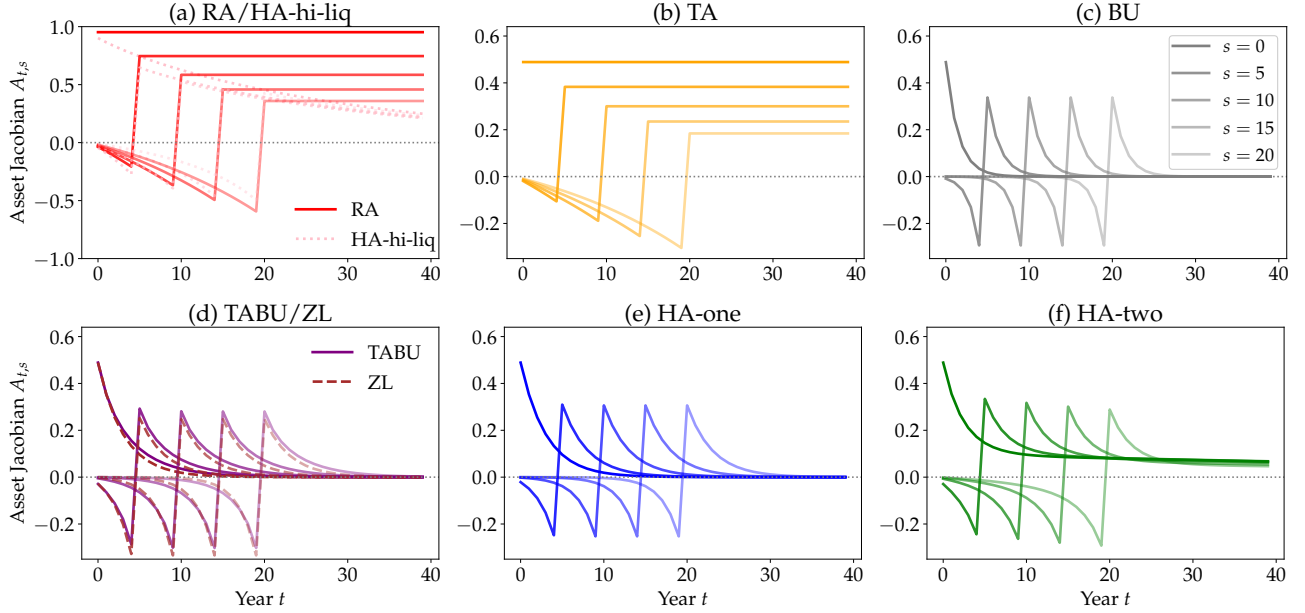 (a) RA/HA-hi-liq
(b) TA
(c) BU
Asset Jacobian A_{t,s}
1.0
0.5
0.0
−0.5
−1.0
RA
HA-hi-liq
0 10 20 30 40
0.6
0.4
0.2
0.0
−0.2
0 10 20 30 40
0.6
0.4
0.2
0.0
−0.2
s = 0
s = 5
s = 10
s = 15
s = 20
0 10 20 30 40
(d) TABU/ZL
(e) HA-one
(f) HA-two
Asset Jacobian A_{t,s}
0.6
0.4
0.2
0.0
−0.2
TABU
ZL
0 10 20 30 40
Year t
0.6
0.4
0.2
0.0
−0.2
0 10 20 30 40
Year t
0.6
0.4
0.2
0.0
−0.2
0 10 20 30 40
Year t